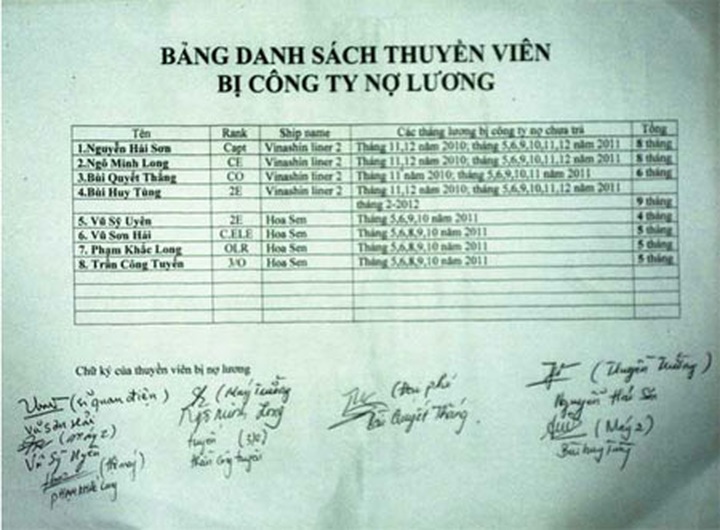 BẢNG DANH SÁCH THUYỀN VIÊN
BỊ CÔNG TY NỢ LƯƠNG
Tên Rank Ship name Các tháng lương bị công ty nợ chưa trả Tổng
1.Nguyễn Hải Sơn Capt Vinashin liner 2 Tháng 11,12 năm 2010; tháng 5,6,9,10,11,12 năm 2011 8 tháng
2.Ngô Minh Long CE Vinashin liner 2 Tháng 11,12 năm 2010; tháng 5,6,9,10,11,12 năm 2011 8 tháng
3.Bùi Quyết Thắng CO Vinashin liner 2 Tháng 11 năm 2010; tháng 5,6,9,10,11 năm 2011 6 tháng
4.Bùi Huy Tùng 2E Vinashin liner 2 Tháng 11,12 năm 2010; tháng 5,6,9,10,11,12 năm 2011
tháng 2-2012 9 tháng
5. Vũ Sỹ Uyên 2E Hoa Sen Tháng 5,6,9,10 năm 2011 4 tháng
6. Vũ Sơn Hải C.ELE Hoa Sen Tháng 5,6,8,9,10 năm 2011 5 tháng
7. Phạm Khắc Long OLR Hoa Sen Tháng 5,6,8,9,10 năm 2011 5 tháng
8. Trần Công Tuyển 3/O Hoa Sen Tháng 5,6,8,9,10 năm 2011 5 tháng
Chữ ký của thuyền viên bị nợ lương
(sĩ quan điện) (Máy trưởng) (Đại phó) (Thuyền trưởng)
Vũ Sơn Hải Ngô Minh Long Bùi Quyết Thắng Nguyễn Hải Sơn
(máy 2) (3/0) (Máy 2)
Vũ Sỹ Uyên Trần Công Tuyển Bùi Huy Tùng
(thợ máy)
Phạm Khắc Long